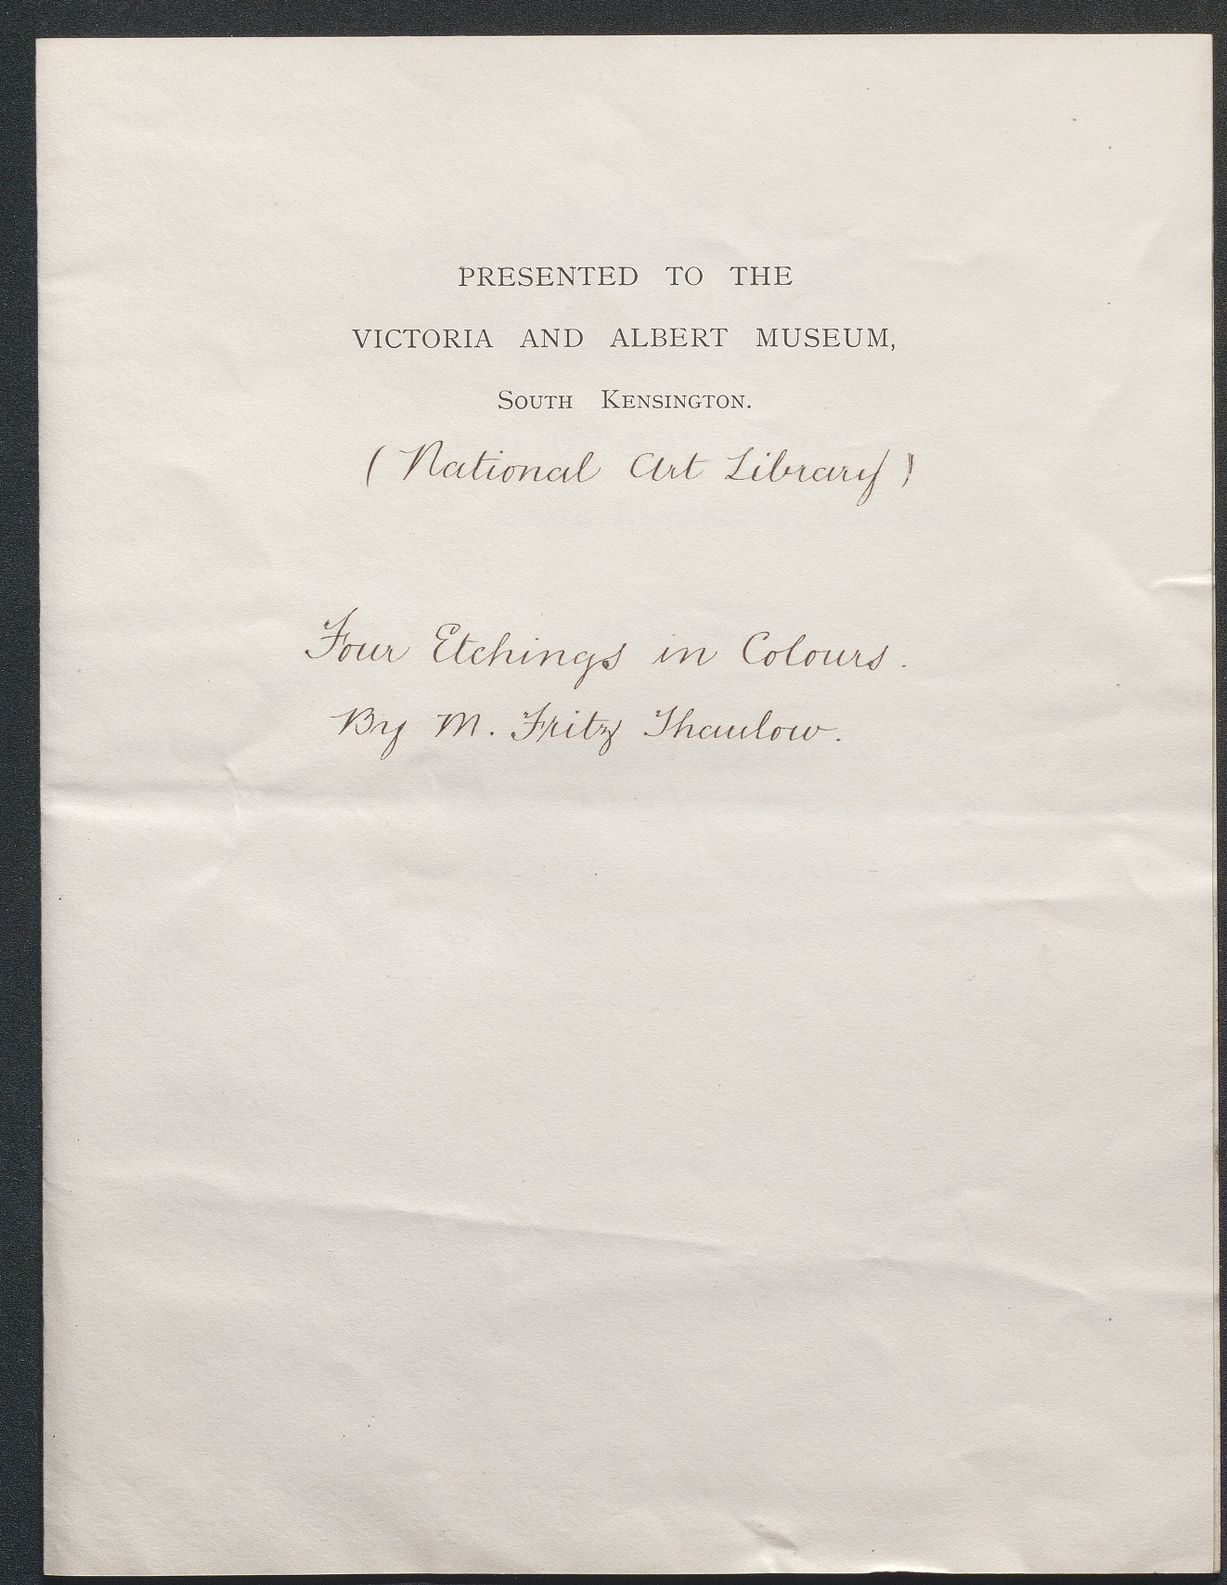 PRESENTED TO THE
VICTORIA AND ALBERT MUSEUM,
SOUTH KENSINGTON.
(National Art Library)
Four Etchings in Colours.
By M. Fritz Thaulow.